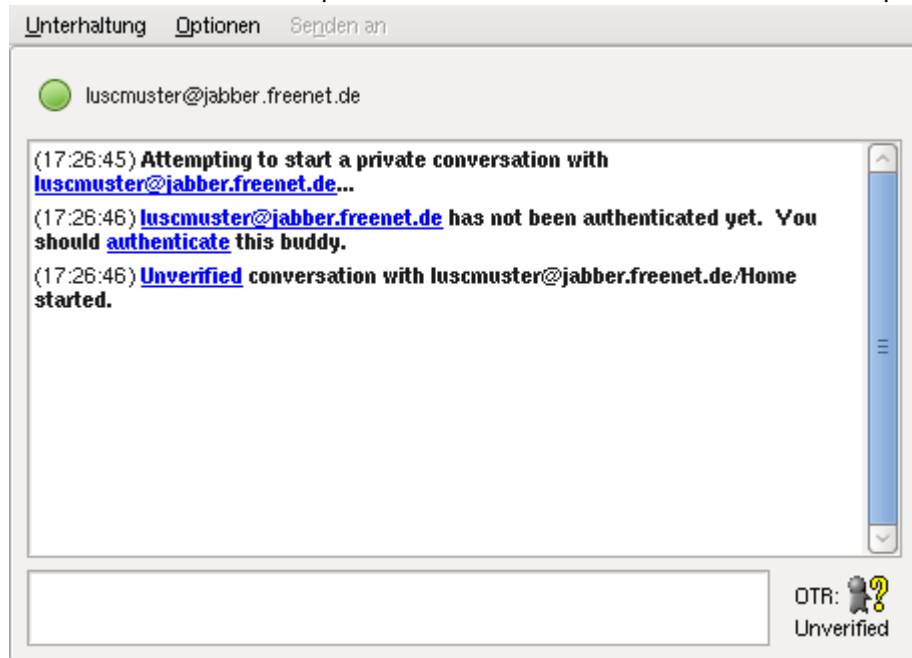 Unterhaltung Optionen Senden an
luscmuster@jabber.freenet.de
(17:26:45) Attempting to start a private conversation with
luscmuster@jabber.freenet.de...
(17:26:46) luscmuster@jabber.freenet.de has not been authenticated yet.  You
should authenticate this buddy.
(17:26:46) Unverified conversation with luscmuster@jabber.freenet.de/Home
started.
OTR:
Unverified